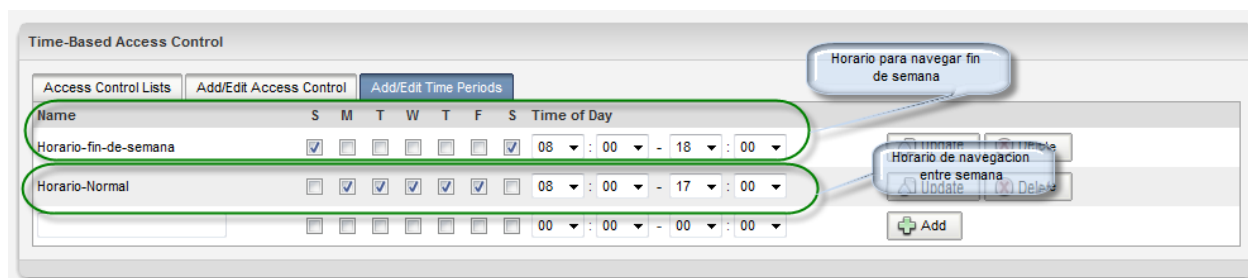 Time-Based Access Control
Horario para navegar fin
de semana
Access Control Lists Add/Edit Access Control Add/Edit Time Periods
Name S M T W T F S Time of Day
Horario-fin-de-semana 08 : 00 - 18 : 00 Update Delete
Horario de navegacion
entre semana
Horario-Normal 08 : 00 - 17 : 00 Update Delete
00 : 00 - 00 : 00 Add